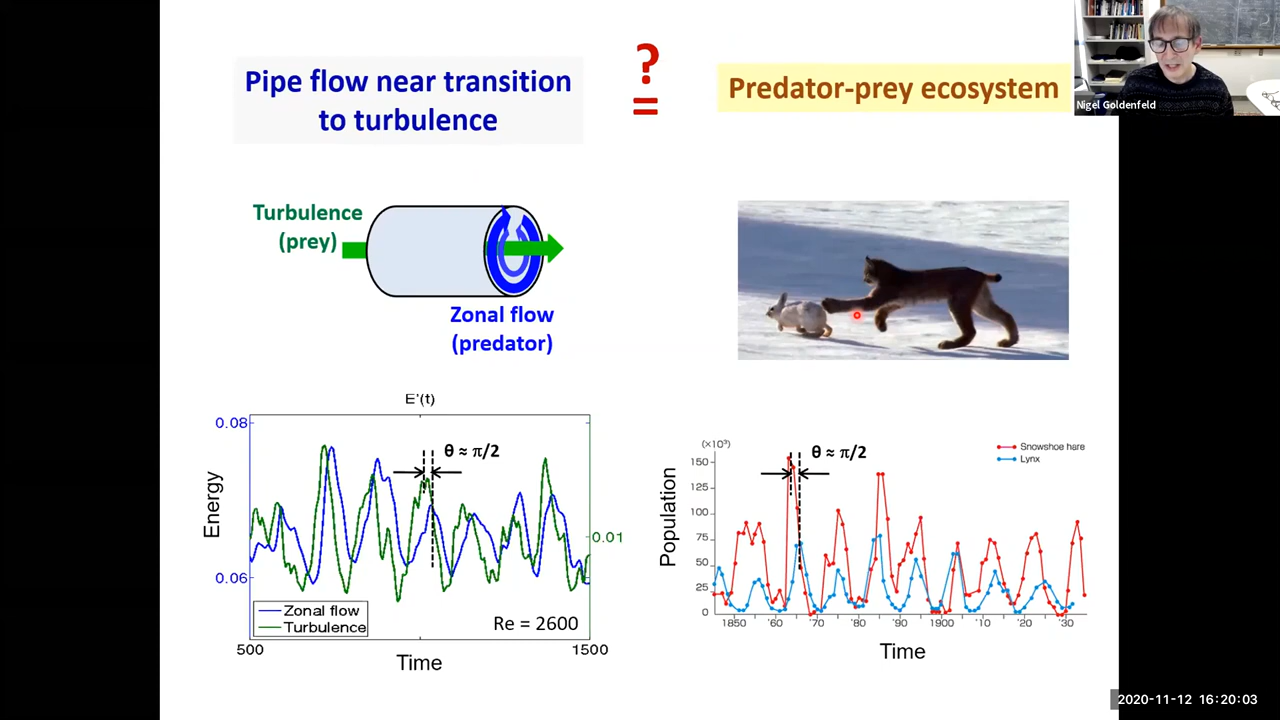 Pipe flow near transition
to turbulence
?
=
Predator-prey ecosystem
Nigel Goldenfeld
Turbulence
(prey)
Zonal flow
(predator)
E'(t)
0.08
0.06
0.01
Energy
θ ≈ π/2
Zonal flow
Turbulence
Re = 2600
500
1500
Time
(×10³)
150
125
100
75
50
25
0
Population
θ ≈ π/2
Snowshoe hare
Lynx
1850 '60 '70 '80 '90 1900 '10 '20 '30
Time
2020-11-12 16:20:03